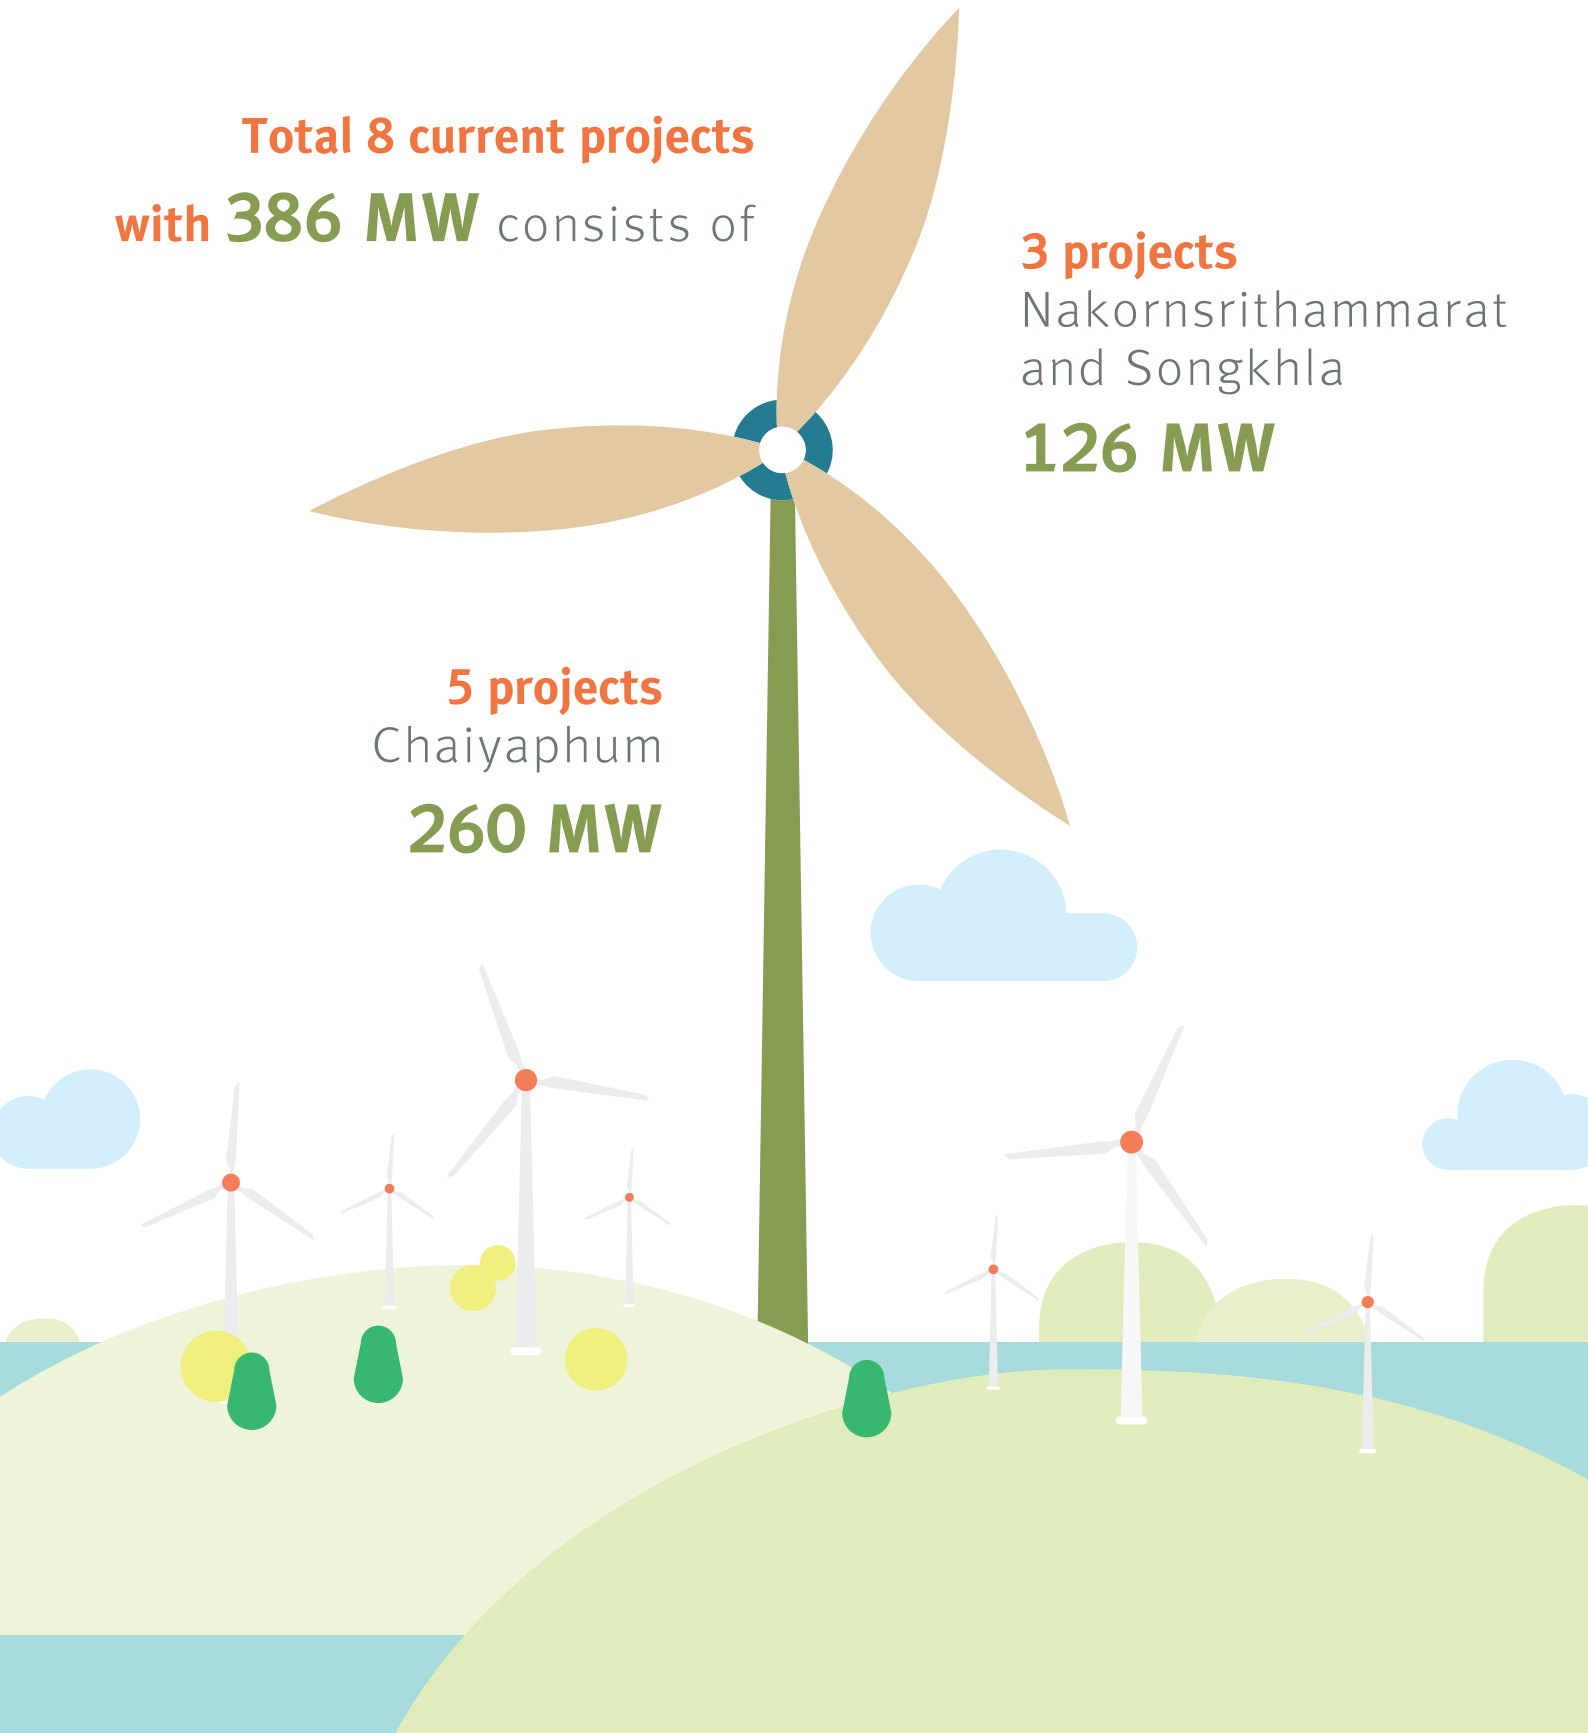 Total 8 current projects
with 386 MW consists of
3 projects
Nakornsrithammarat
and Songkhla
126 MW
5 projects
Chaiyaphum
260 MW